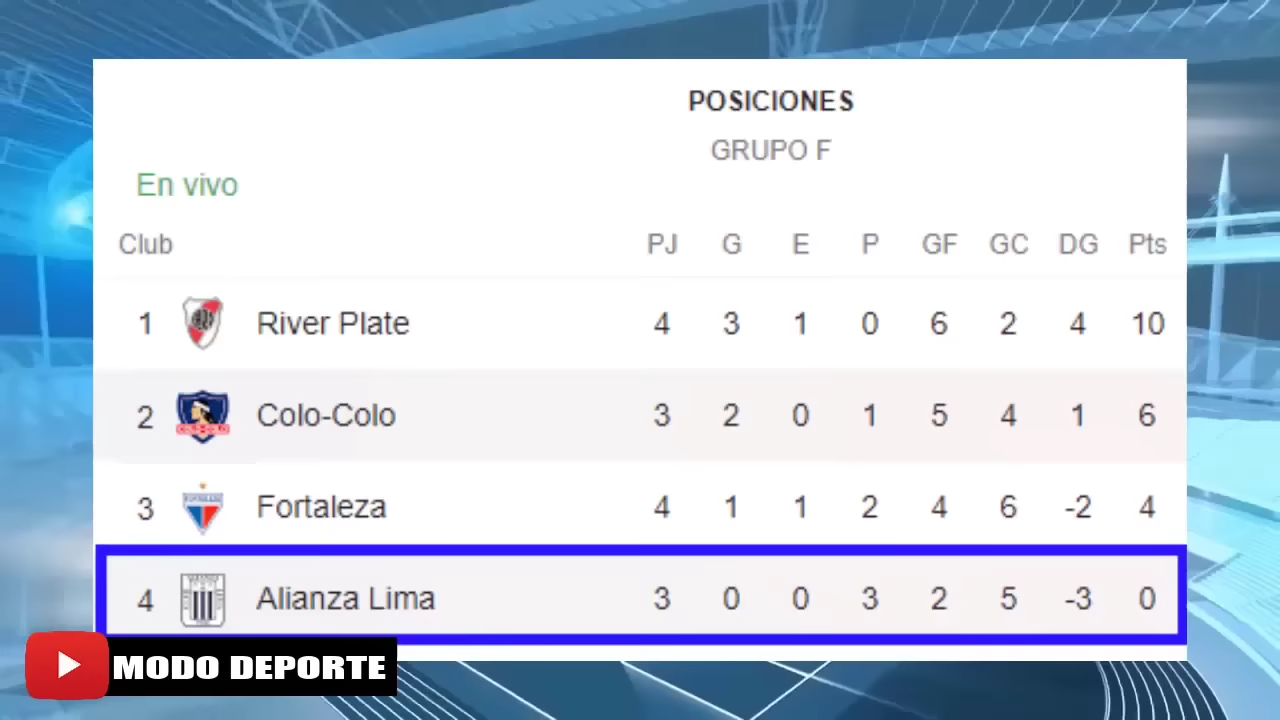 POSICIONES
GRUPO F
En vivo
Club PJ G E P GF GC DG Pts
1 River Plate 4 3 1 0 6 2 4 10
2 COLO-COLO Colo-Colo 3 2 0 1 5 4 1 6
3 Fortaleza 4 1 1 2 4 6 -2 4
4 Alianza Lima 3 0 0 3 2 5 -3 0
MODO DEPORTE